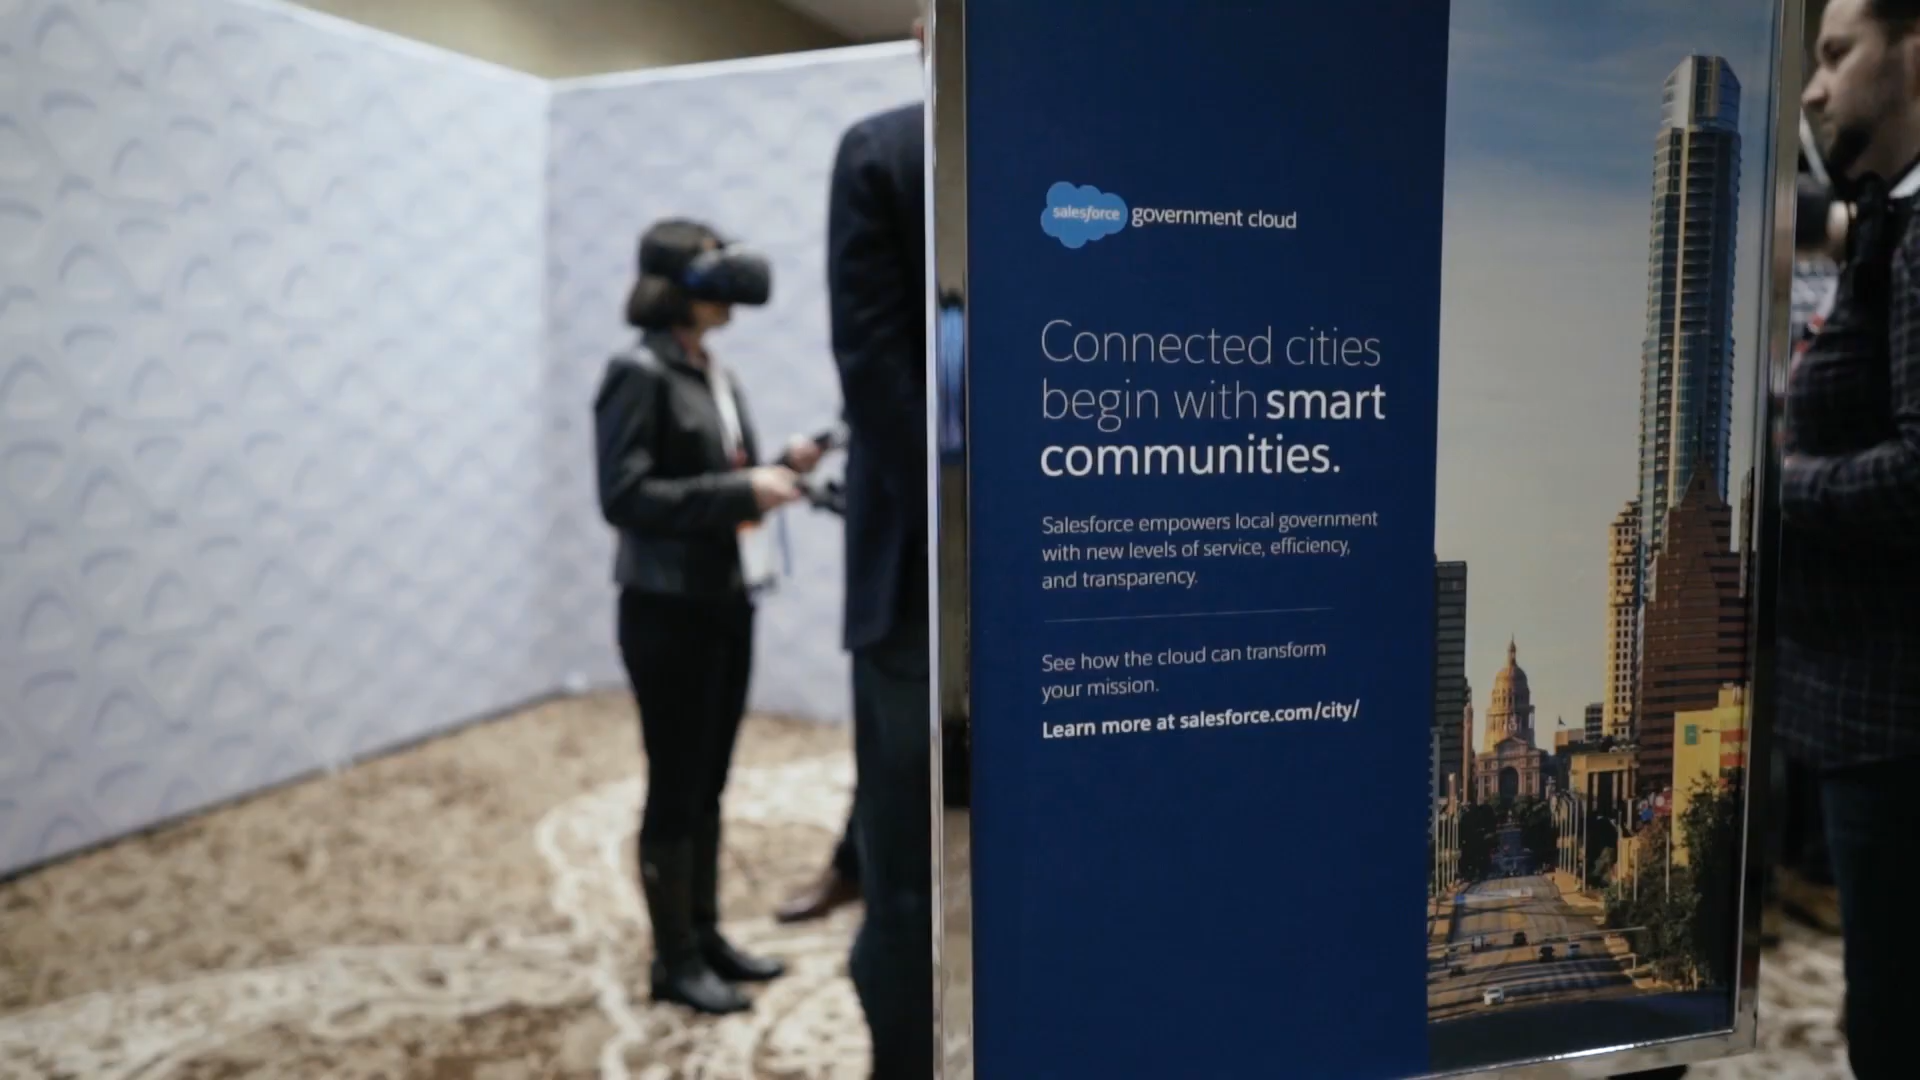 salesforce government cloud
Connected cities
begin with smart
communities.
Salesforce empowers local government
with new levels of service, efficiency,
and transparency.
See how the cloud can transform
your mission.
Learn more at salesforce.com/city/